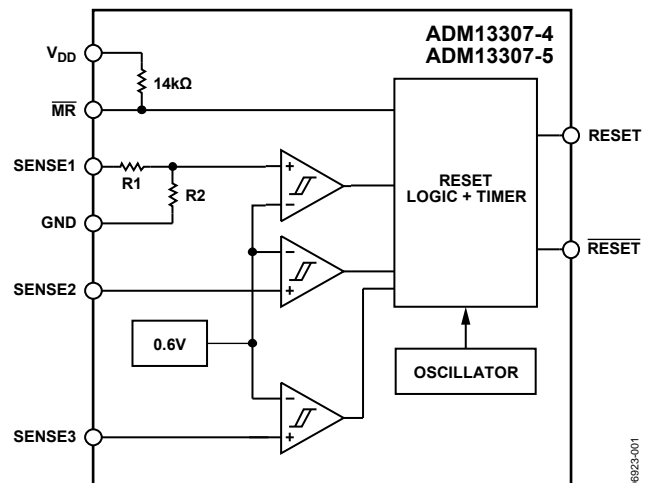 ADM13307-4
ADM13307-5
VDD
14kΩ
MR
SENSE1
R1
R2
GND
SENSE2
SENSE3
+
−
−
+
−
+
0.6V
RESET
LOGIC + TIMER
OSCILLATOR
RESET
RESET
06923-001